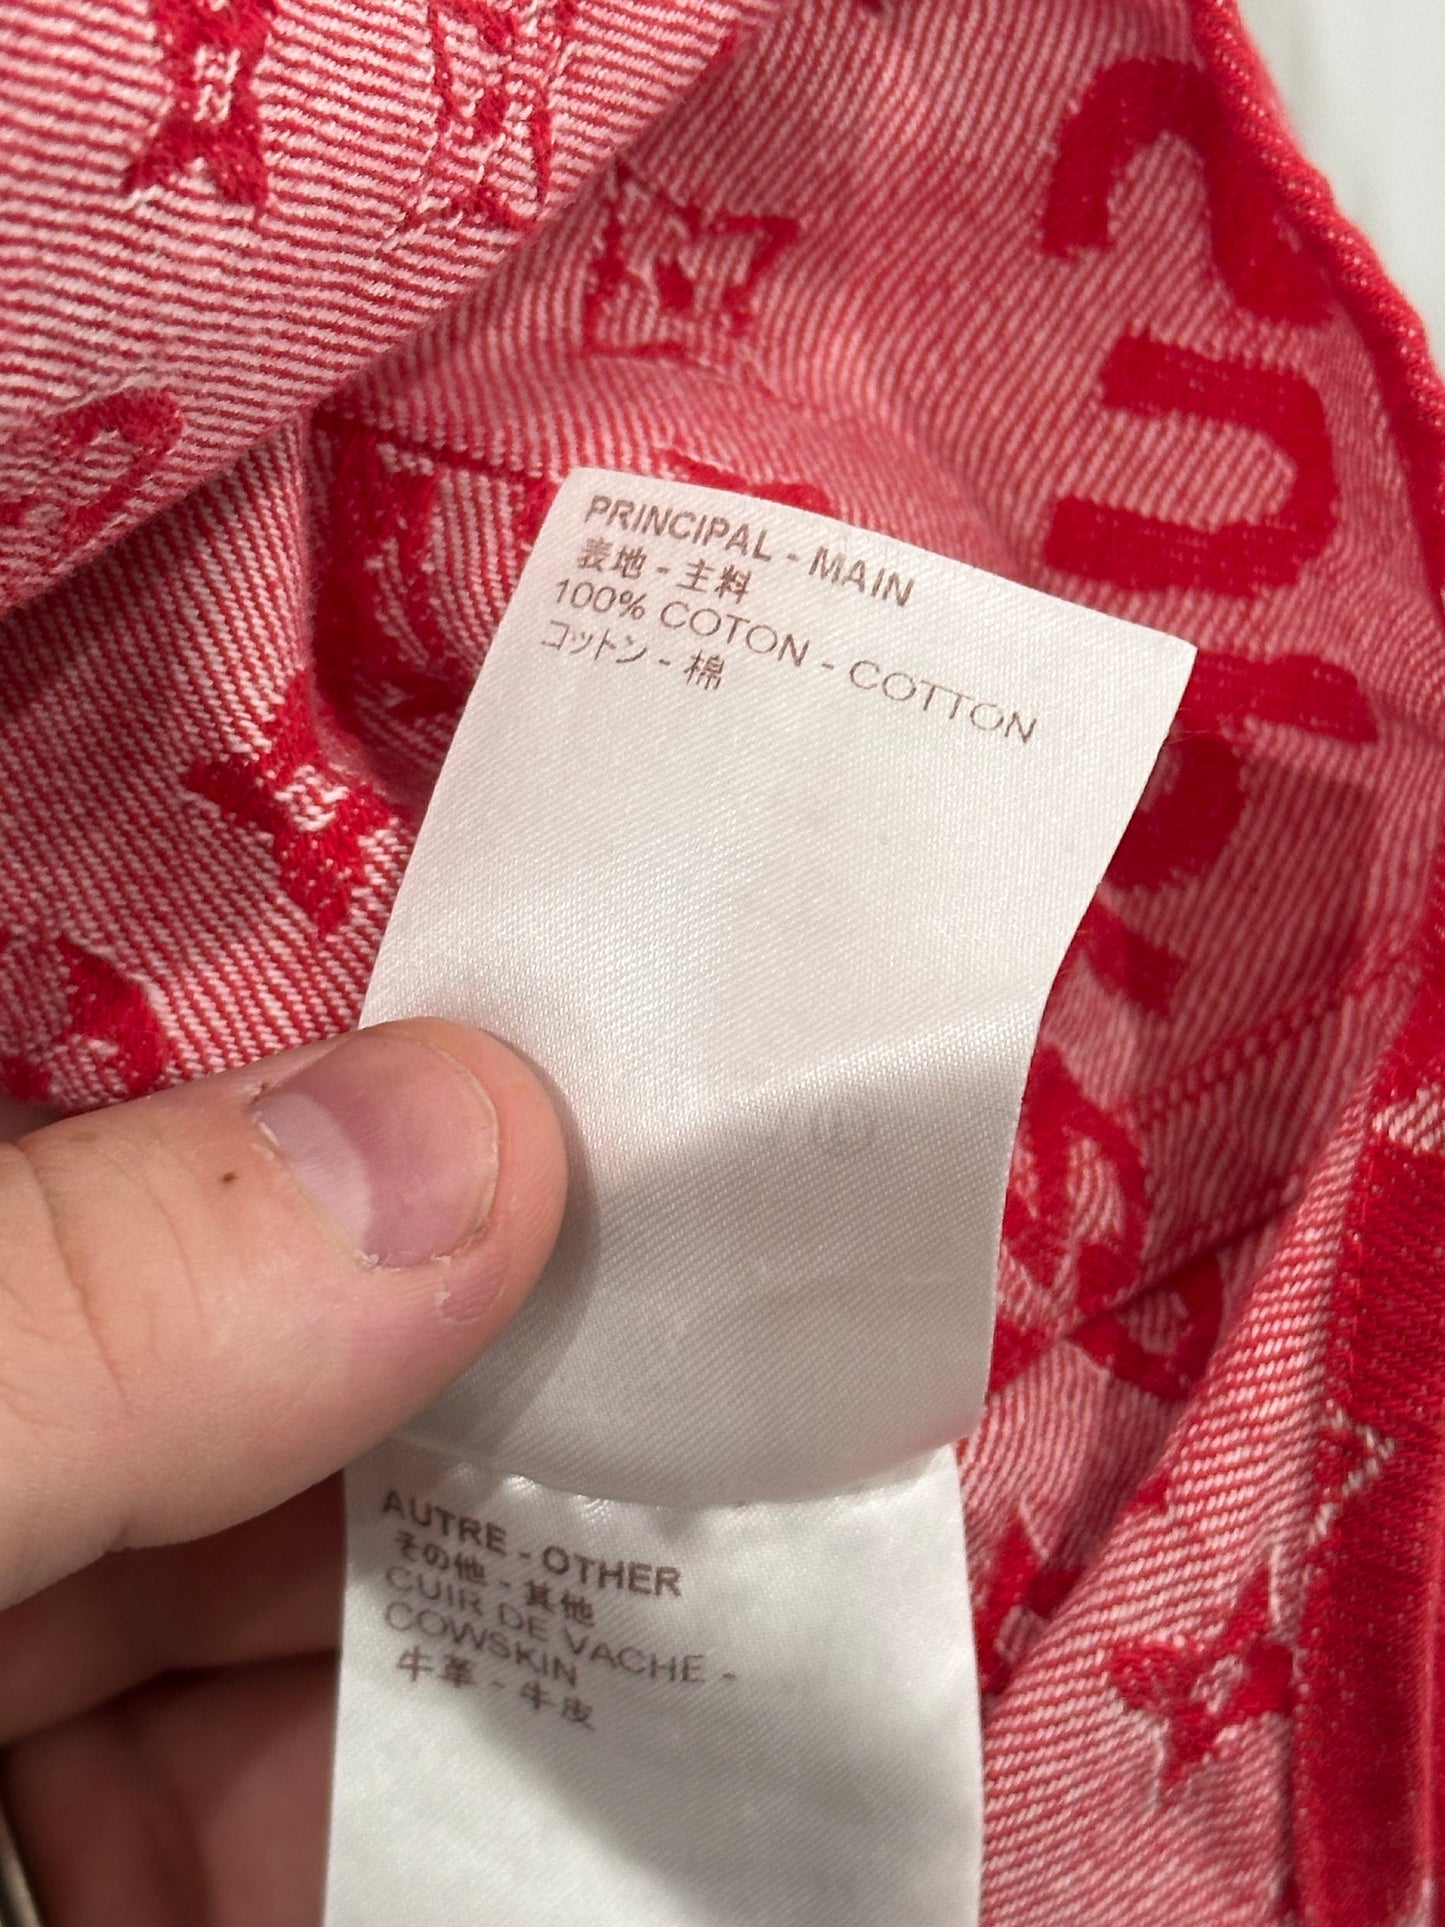 PRINCIPAL - MAIN
表地 - 主料
100% COTON - COTTON
コットン - 棉
AUTRE - OTHER
その他 - 其他
CUIR DE VACHE -
COWSKIN
牛革 - 牛皮